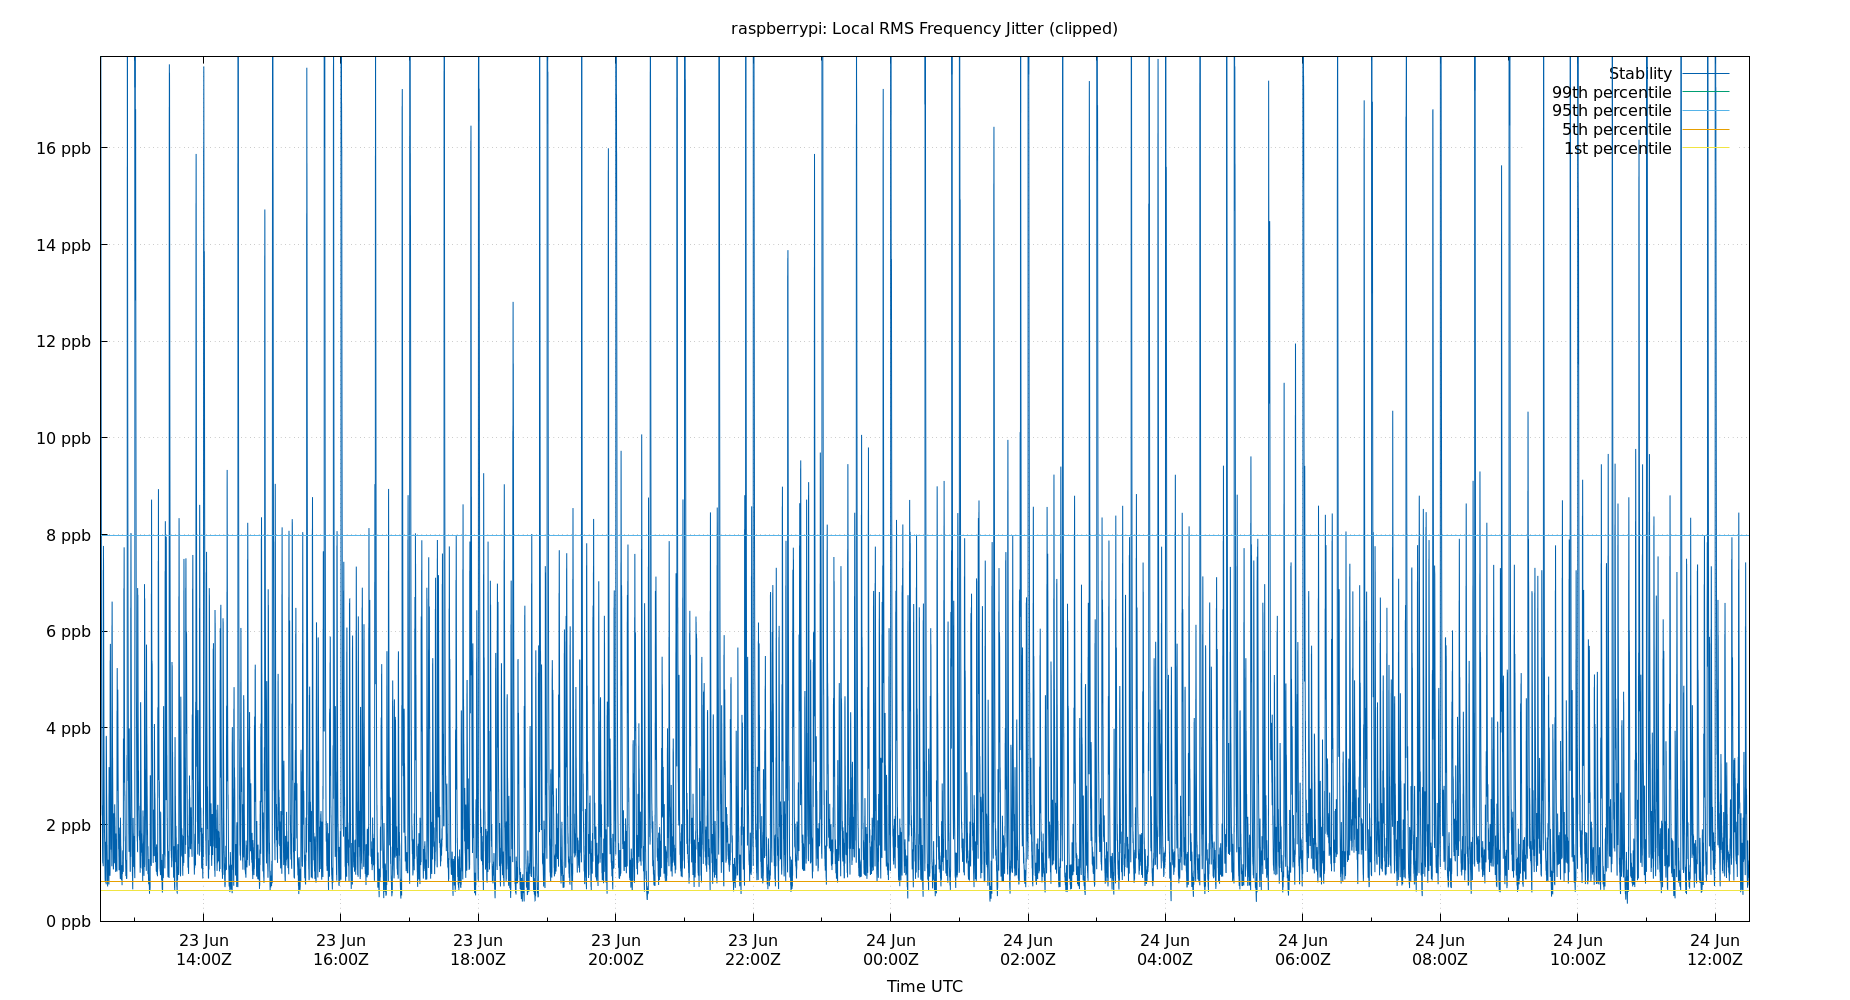 raspberrypi: Local RMS Frequency Jitter (clipped)
Stability
99th percentile
95th percentile
5th percentile
1st percentile
16 ppb
14 ppb
12 ppb
10 ppb
8 ppb
6 ppb
4 ppb
2 ppb
0 ppb
23 Jun 23 Jun 23 Jun 23 Jun 23 Jun 24 Jun 24 Jun 24 Jun 24 Jun 24 Jun 24 Jun 24 Jun
14:00Z 16:00Z 18:00Z 20:00Z 22:00Z 00:00Z 02:00Z 04:00Z 06:00Z 08:00Z 10:00Z 12:00Z
Time UTC